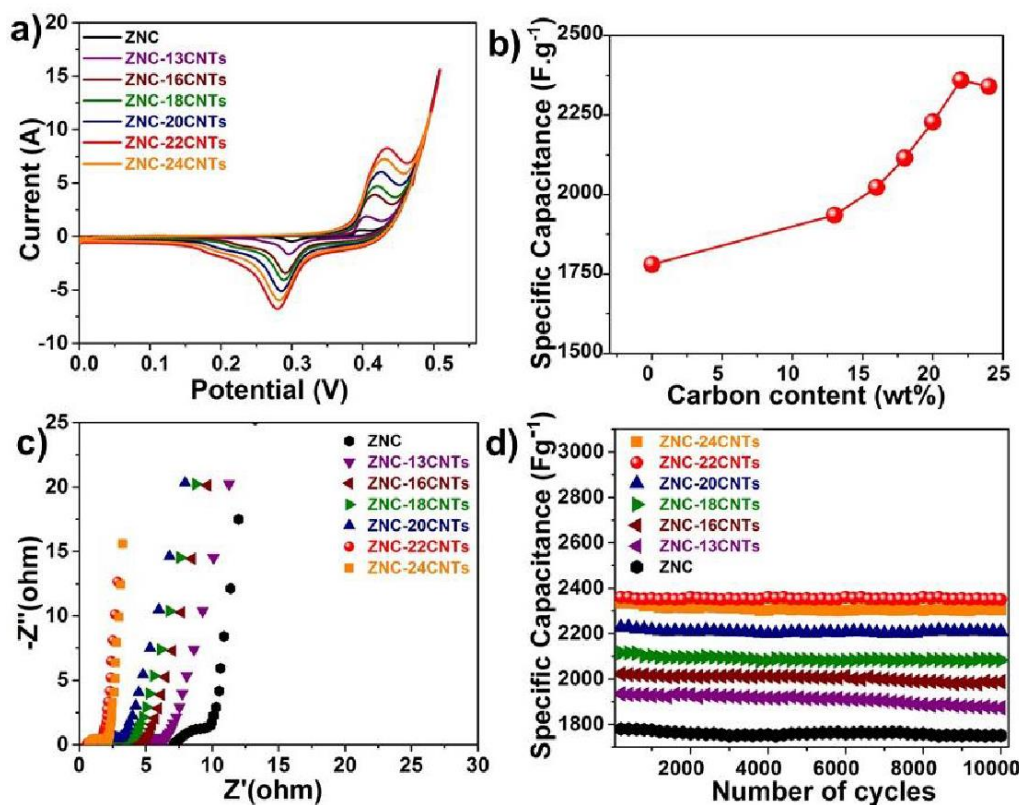 a)
ZNC
ZNC-13CNTs
ZNC-16CNTs
ZNC-18CNTs
ZNC-20CNTs
ZNC-22CNTs
ZNC-24CNTs
Current (A)
20
15
10
5
0
-5
-10
0.0 0.1 0.2 0.3 0.4 0.5
Potential (V)
b)
Specific Capacitance (F.g-1)
2500
2250
2000
1750
1500
0 5 10 15 20 25
Carbon content (wt%)
c)
ZNC
ZNC-13CNTs
ZNC-16CNTs
ZNC-18CNTs
ZNC-20CNTs
ZNC-22CNTs
ZNC-24CNTs
-Z''(ohm)
25
20
15
10
5
0
0 5 10 15 20 25 30
Z'(ohm)
d)
ZNC-24CNTs
ZNC-22CNTs
ZNC-20CNTs
ZNC-18CNTs
ZNC-16CNTs
ZNC-13CNTs
ZNC
Specific Capacitance (Fg-1)
3000
2800
2600
2400
2200
2000
1800
2000 4000 6000 8000 10000
Number of cycles